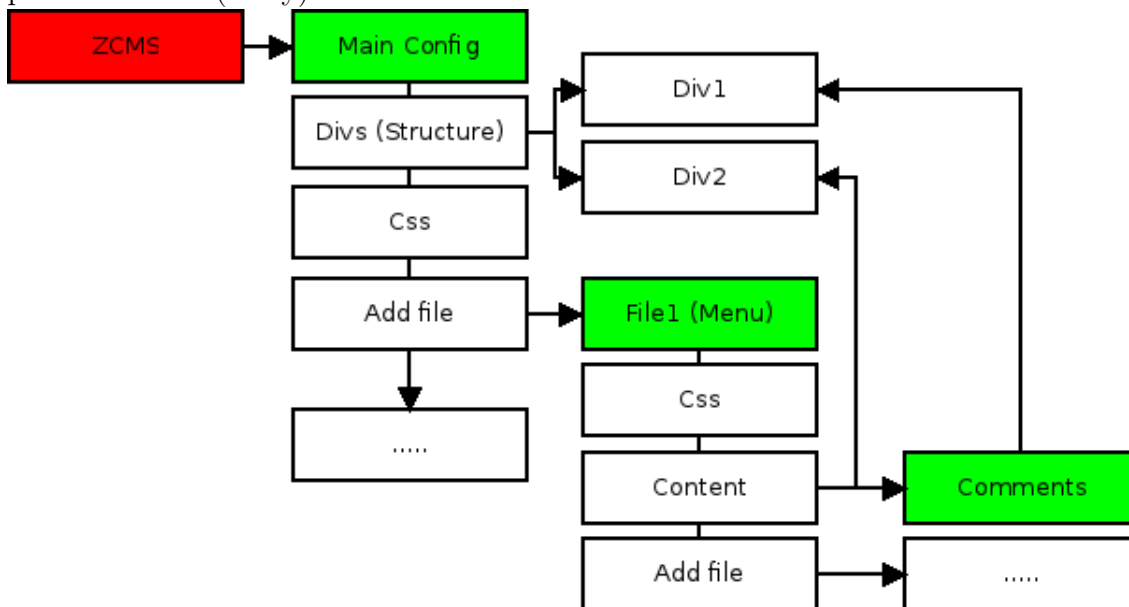 ZCMS
Main Config
Div1
Divs (Structure)
Div2
Css
Add file
File1 (Menu)
Css
.....
Content
Comments
Add file
.....